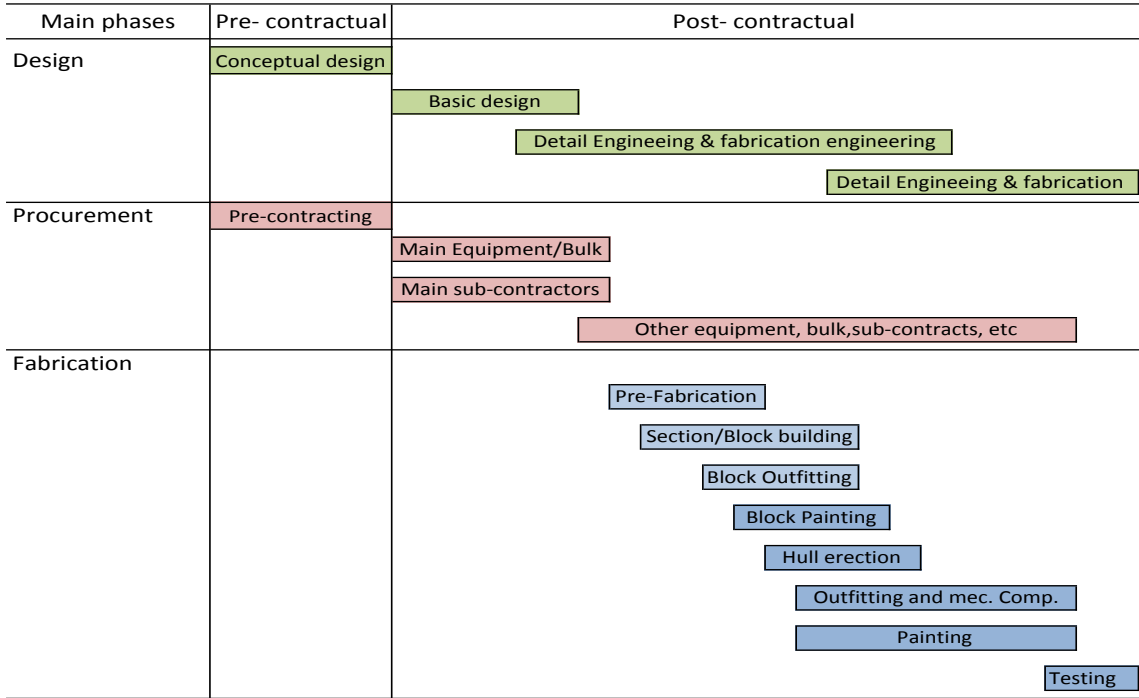 Main phases Pre- contractual Post- contractual
Design Conceptual design
Basic design
Detail Engineeing & fabrication engineering
Detail Engineeing & fabrication
Procurement Pre-contracting
Main Equipment/Bulk
Main sub-contractors
Other equipment, bulk,sub-contracts, etc
Fabrication
Pre-Fabrication
Section/Block building
Block Outfitting
Block Painting
Hull erection
Outfitting and mec. Comp.
Painting
Testing